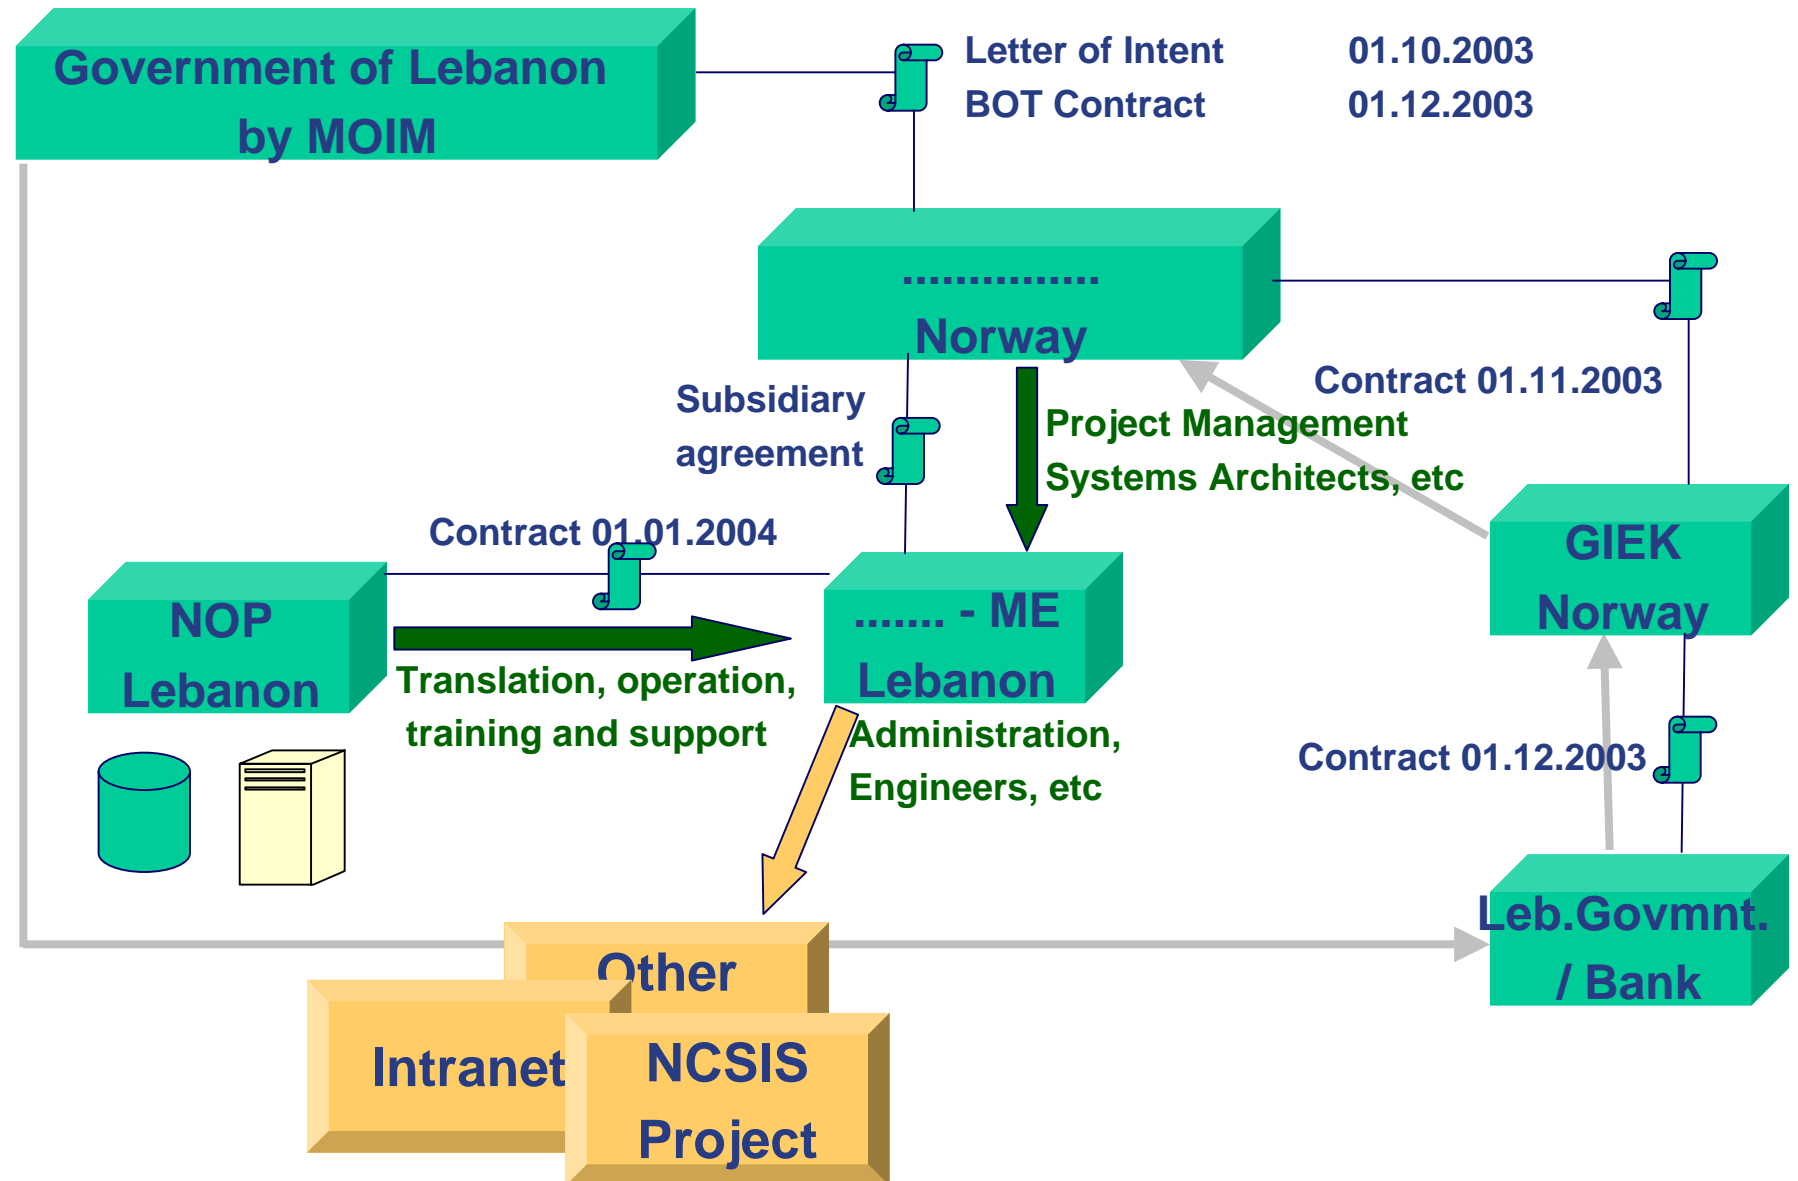 Government of Lebanon
by MOIM
Letter of Intent 01.10.2003
BOT Contract 01.12.2003
...............
Norway
Contract 01.11.2003
Subsidiary
agreement
Project Management
Systems Architects, etc
Contract 01.01.2004
GIEK
Norway
NOP
Lebanon
....... - ME
Lebanon
Translation, operation,
training and support
Administration,
Engineers, etc
Contract 01.12.2003
Leb.Govmnt.
/ Bank
Other
Intranet
NCSIS
Project